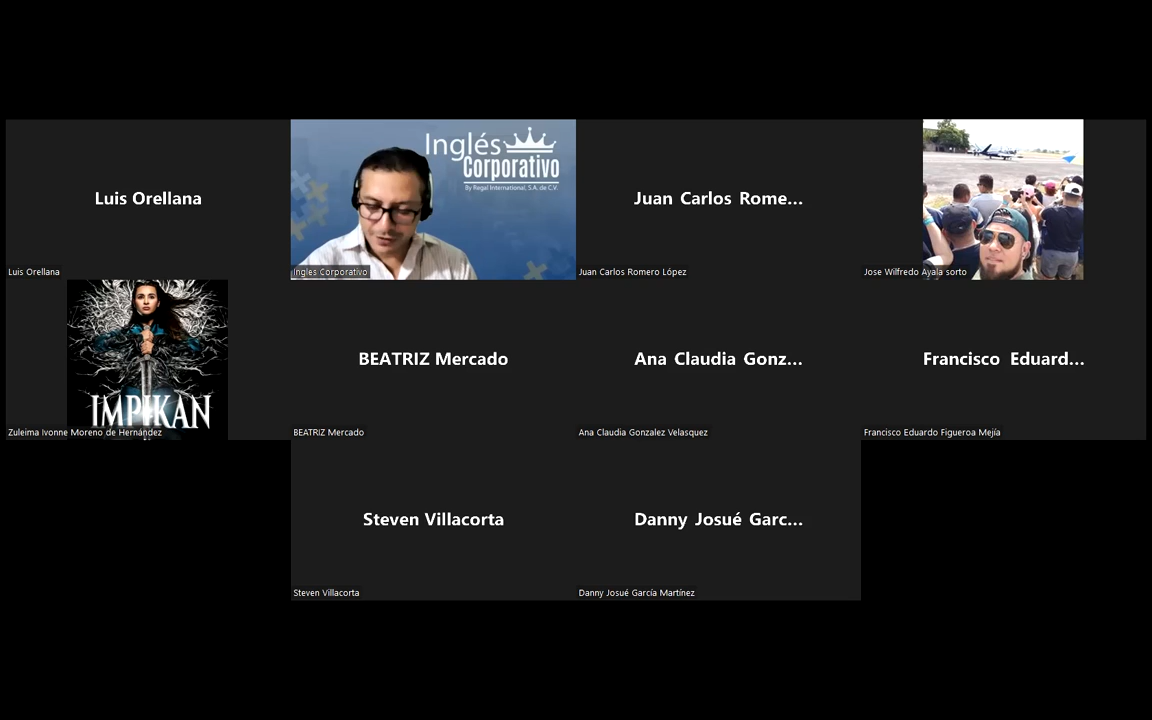 Luis Orellana
Luis Orellana
Inglés
Corporativo
By Regal International, S.A. de C.V.
Ingles Corporativo
Juan Carlos Rome...
Juan Carlos Romero López
Jose Wilfredo Ayala sorto
IMPIKAN
Zuleima Ivonne Moreno de Hernández
BEATRIZ Mercado
BEATRIZ Mercado
Ana Claudia Gonz...
Ana Claudia Gonzalez Velasquez
Francisco Eduard...
Francisco Eduardo Figueroa Mejía
Steven Villacorta
Steven Villacorta
Danny Josué Garc...
Danny Josué García Martínez